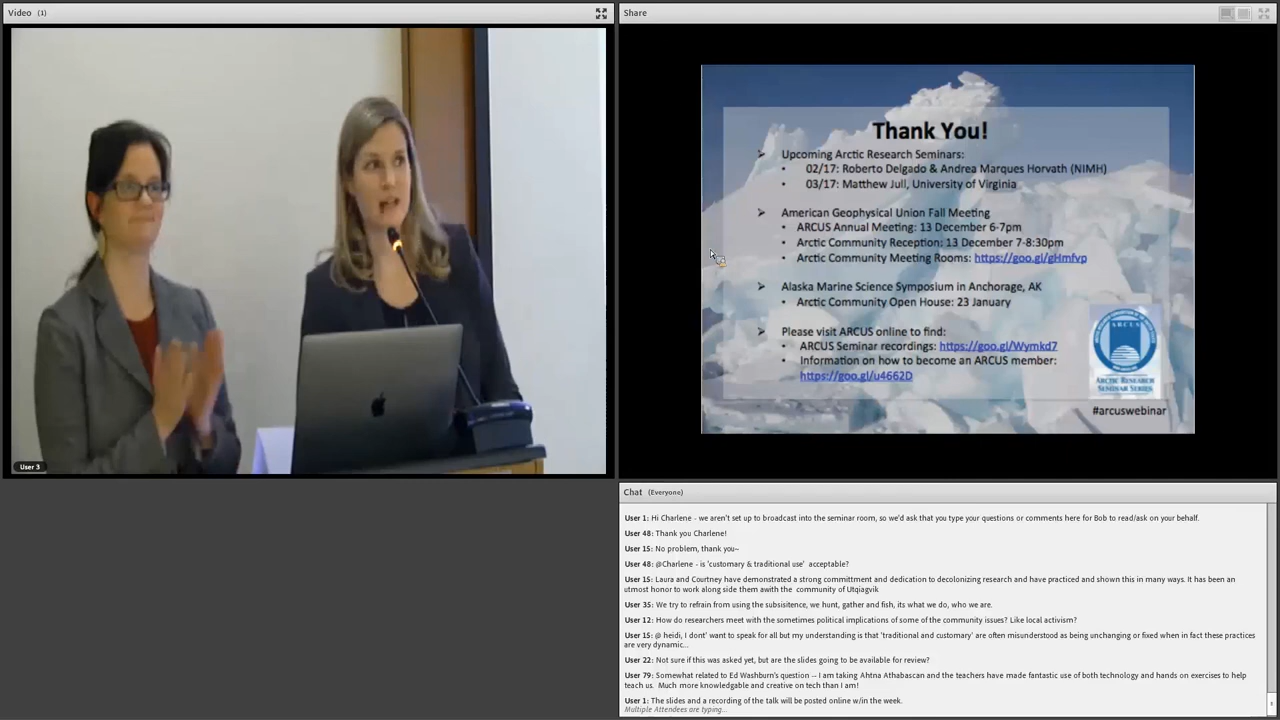 Video (1)
User 3
Share
Thank You!
Upcoming Arctic Research Seminars:
02/17: Roberto Delgado & Andrea Marques Horvath (NIMH)
03/17: Matthew Jull, University of Virginia
American Geophysical Union Fall Meeting
ARCUS Annual Meeting: 13 December 6-7pm
Arctic Community Reception: 13 December 7-8:30pm
Arctic Community Meeting Rooms: https://goo.gl/gHmfvp
Alaska Marine Science Symposium in Anchorage, AK
Arctic Community Open House: 23 January
Please visit ARCUS online to find:
ARCUS Seminar recordings: https://goo.gl/Wymkd7
Information on how to become an ARCUS member:
https://goo.gl/u4662D
ARCUS
ARCTIC RESEARCH
SEMINAR SERIES
#arcuswebinar
Chat (Everyone)
User 1: Hi Charlene - we aren't set up to broadcast into the seminar room, so we'd ask that you type your questions or comments here for Bob to read/ask on your behalf.
User 48: Thank you Charlene!
User 15: No problem, thank you~
User 48: @Charlene - is 'customary & traditional use' acceptable?
User 15: Laura and Courtney have demonstrated a strong committment and dedication to decolonizing research and have practiced and shown this in many ways. It has been an
utmost honor to work along side them awith the community of Utqiagvik
User 35: We try to refrain from using the subsisitence, we hunt, gather and fish, its what we do, who we are.
User 12: How do researchers meet with the sometimes political implications of some of the community issues? Like local activism?
User 15: @ heidi, I dont' want to speak for all but my understanding is that 'traditional and customary' are often misunderstood as being unchanging or fixed when in fact these practices
are very dynamic...
User 22: Not sure if this was asked yet, but are the slides going to be available for review?
User 79: Somewhat related to Ed Washburn's question -- I am taking Ahtna Athabascan and the teachers have made fantastic use of both technology and hands on exercises to help
teach us. Much more knowledgable and creative on tech than I am!
User 1: The slides and a recording of the talk will be posted online w/in the week.
Multiple Attendees are typing...